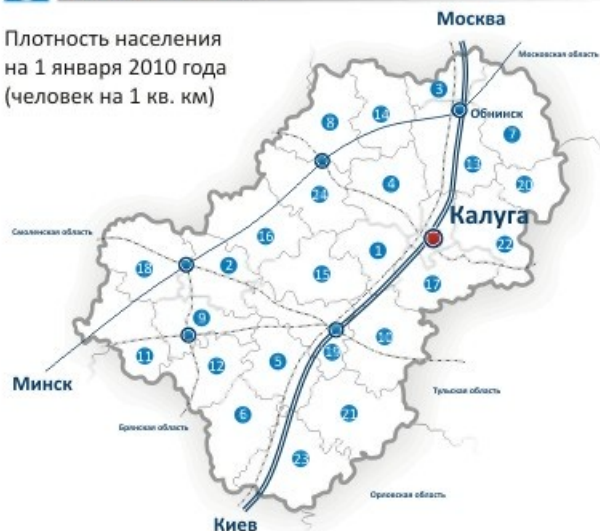 Москва
Плотность населения
на 1 января 2010 года
(человек на 1 кв. км)
Московская область
3
14
8
Обнинск
7
13
4
20
24
Калуга
16
22
Смоленская область
1
2
18
15
17
9
10
19
11
12
5
Минск
Тульская область
6
21
Брянская область
23
Орловская область
Киев